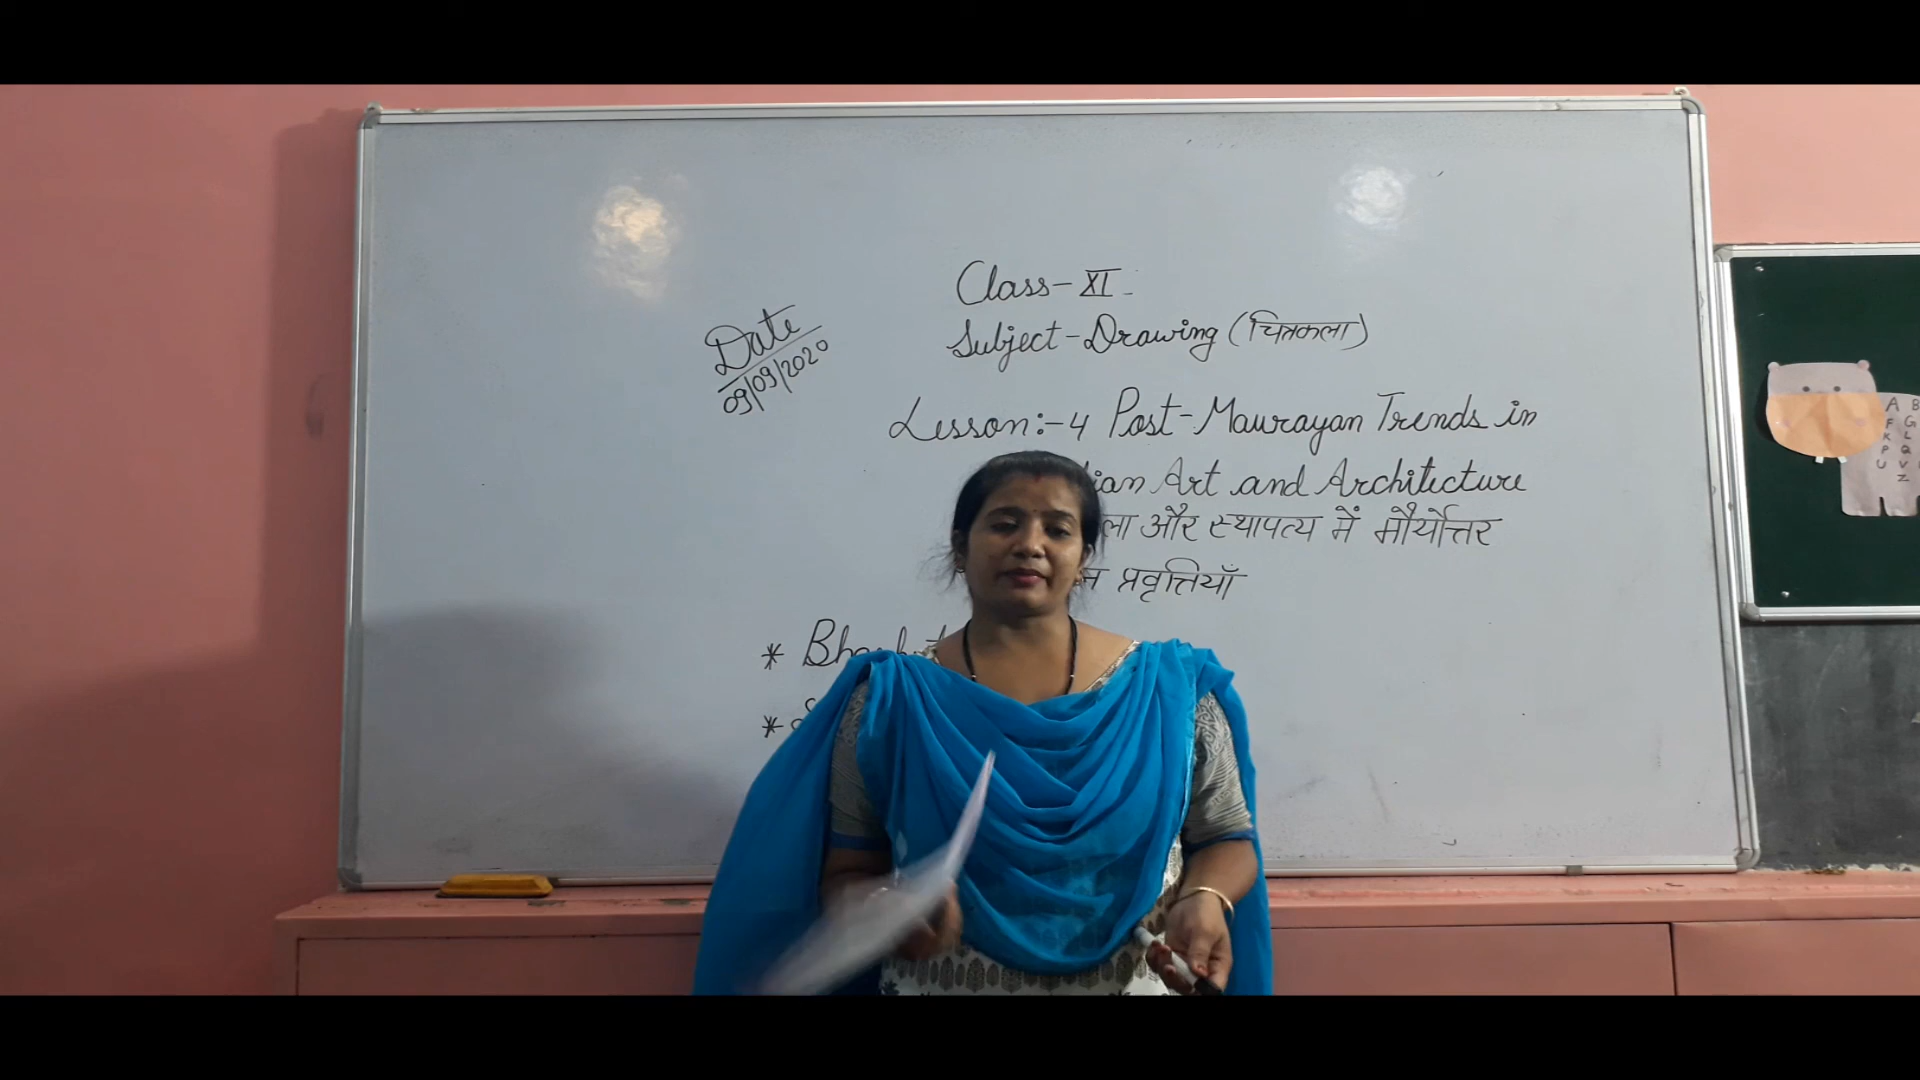 Class-XI
Date
09/09/2020
Subject-Drawing (चित्रकला)
Lesson:-4 Post-Maurayan Trends in
Art and Architecture
और स्थापत्य में मौर्योत्तर
प्रवृत्तियाँ
*
*
A B
F G
K L
P Q
U V
Z